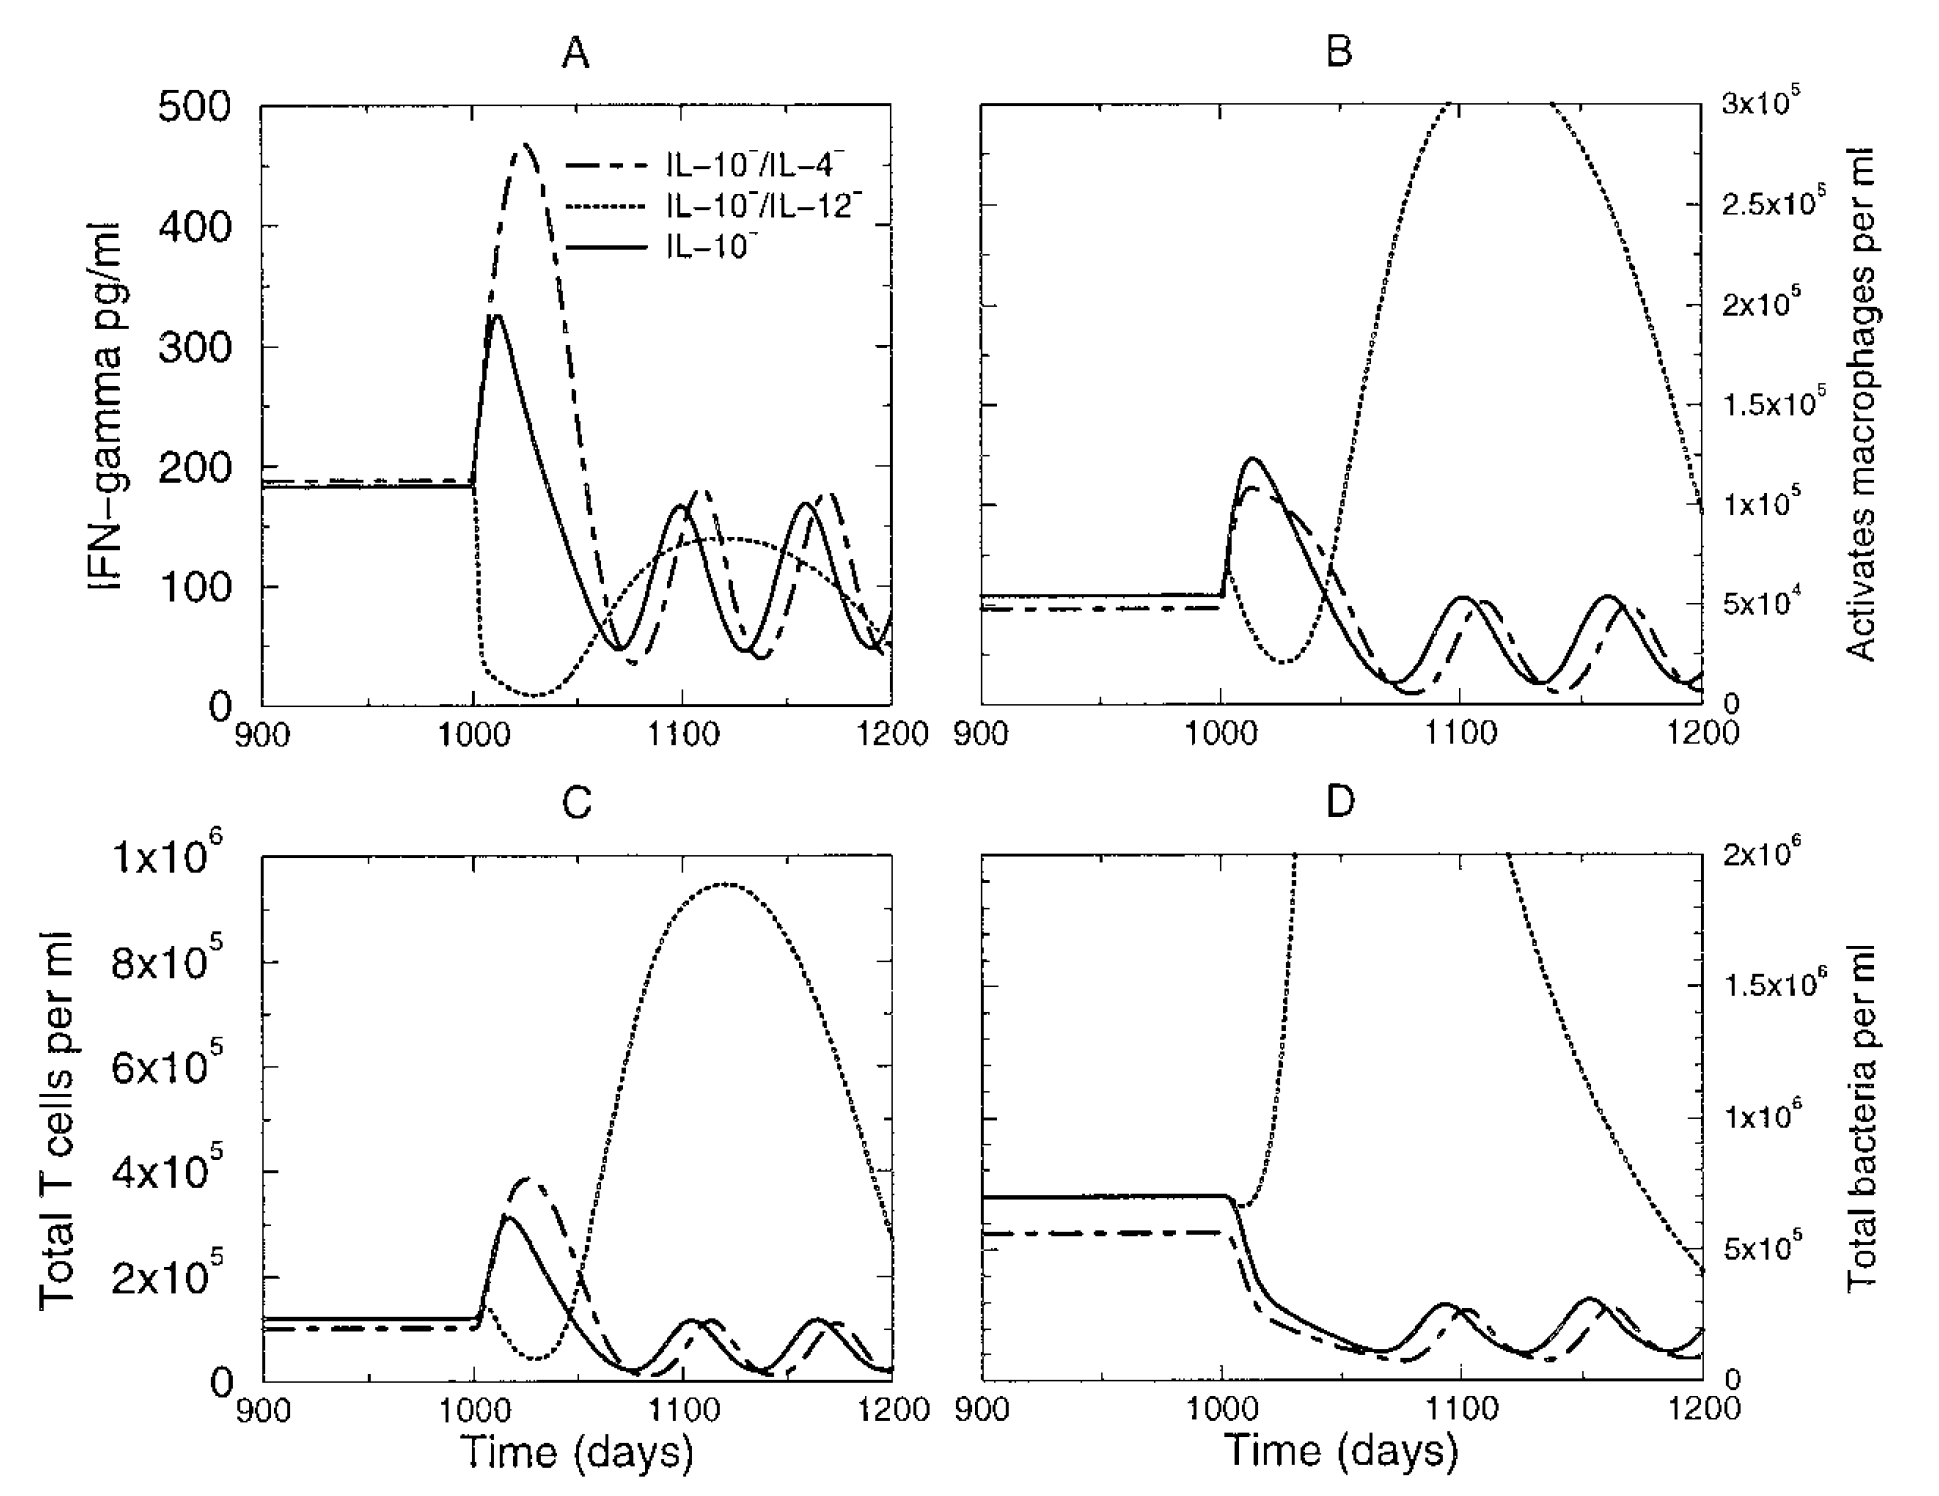 A
B
500
400
300
200
100
0
IFN-gamma pg/ml
IL-10⁻/IL-4⁻
IL-10⁻/IL-12⁻
IL-10⁻
900
1000
1100
1200
3x10⁵
2.5x10⁵
2x10⁵
1.5x10⁵
1x10⁵
5x10⁴
0
Activates macrophages per ml
900
1000
1100
1200
C
D
1x10⁶
8x10⁵
6x10⁵
4x10⁵
2x10⁵
0
Total T cells per ml
900
1000
1100
1200
Time (days)
2x10⁶
1.5x10⁶
1x10⁶
5x10⁵
0
Total bacteria per ml
900
1000
1100
1200
Time (days)